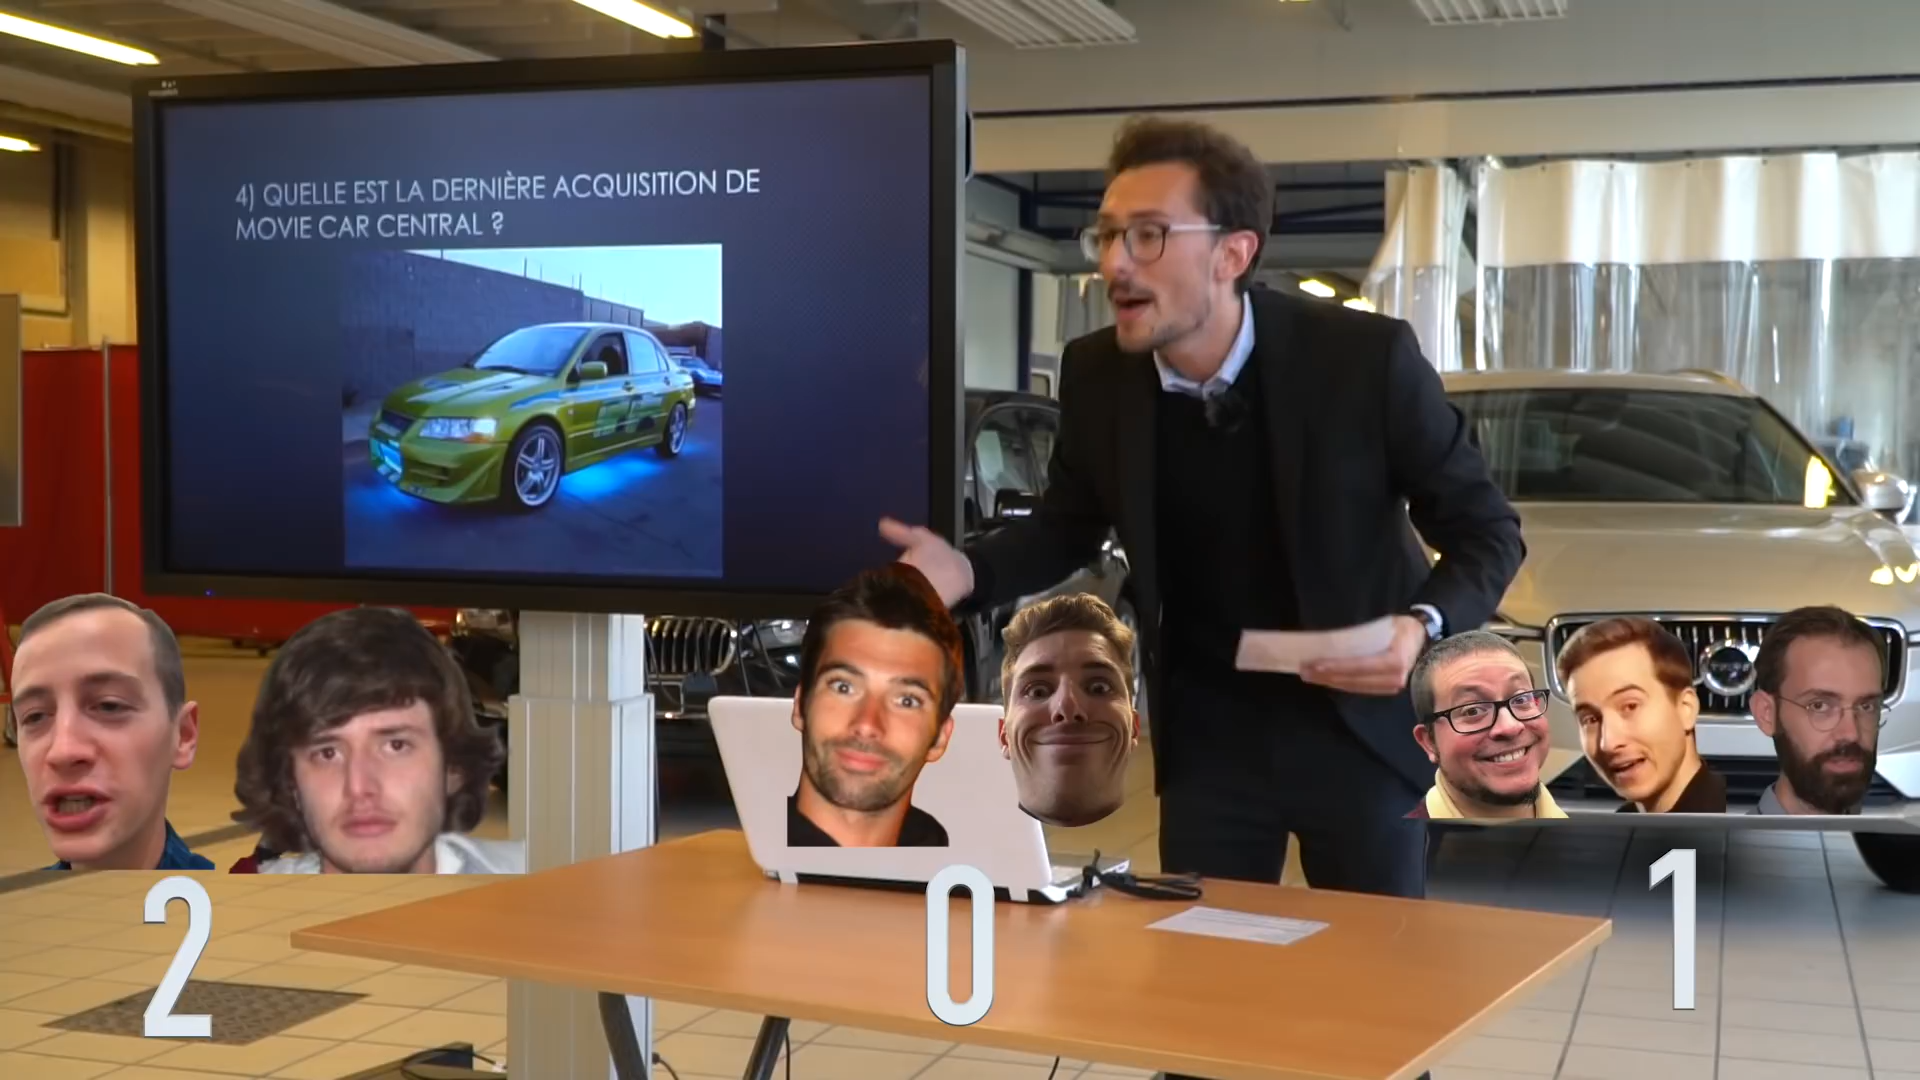 4) QUELLE EST LA DERNIÈRE ACQUISITION DE
MOVIE CAR CENTRAL ?
2
0
1